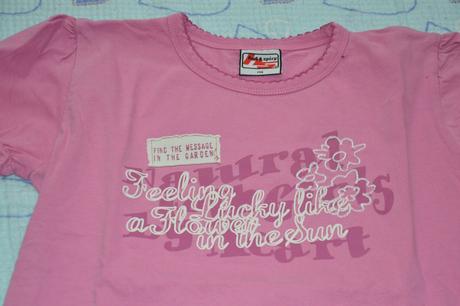 FIND THE MESSAGE
IN THE GARDEN
Natural
Feeling
Lucky like
a Flower
in the Sun
Heart